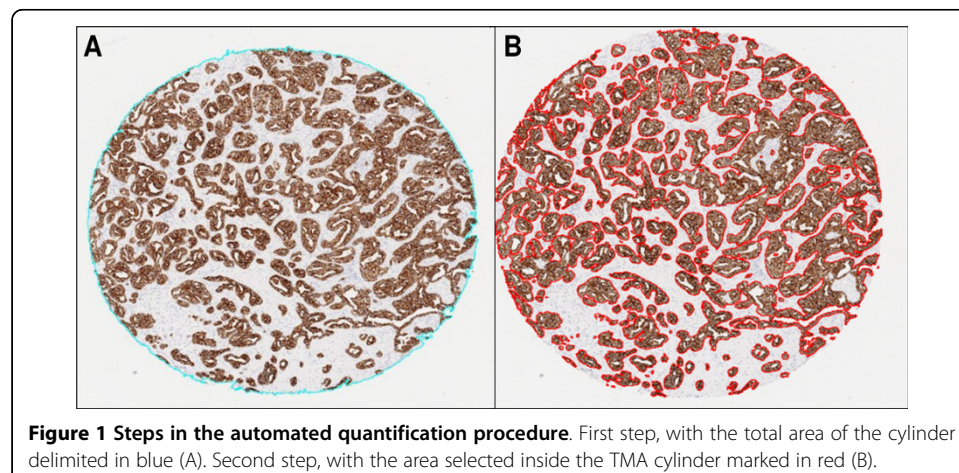 A
B
Figure 1 Steps in the automated quantification procedure. First step, with the total area of the cylinder
delimited in blue (A). Second step, with the area selected inside the TMA cylinder marked in red (B).